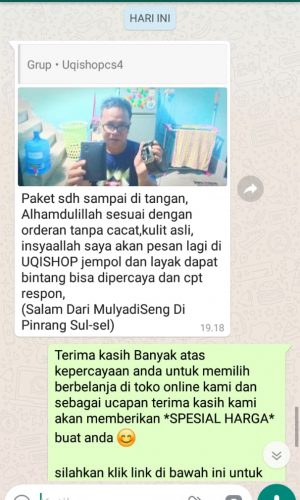 HARI INI
Grup • Uqishopcs4
Paket sdh sampai di tangan,
Alhamdulillah sesuai dengan
orderan tanpa cacat,kulit asli,
insyaallah saya akan pesan lagi di
UQISHOP jempol dan layak dapat
bintang bisa dipercaya dan cpt
respon,
(Salam Dari MulyadiSeng Di
Pinrang Sul-sel)
19.18
Terima kasih Banyak atas
kepercayaan anda untuk memilih
berbelanja di toko online kami dan
sebagai ucapan terima kasih kami
akan memberikan *SPESIAL HARGA*
buat anda 😊
silahkan klik link di bawah ini untuk